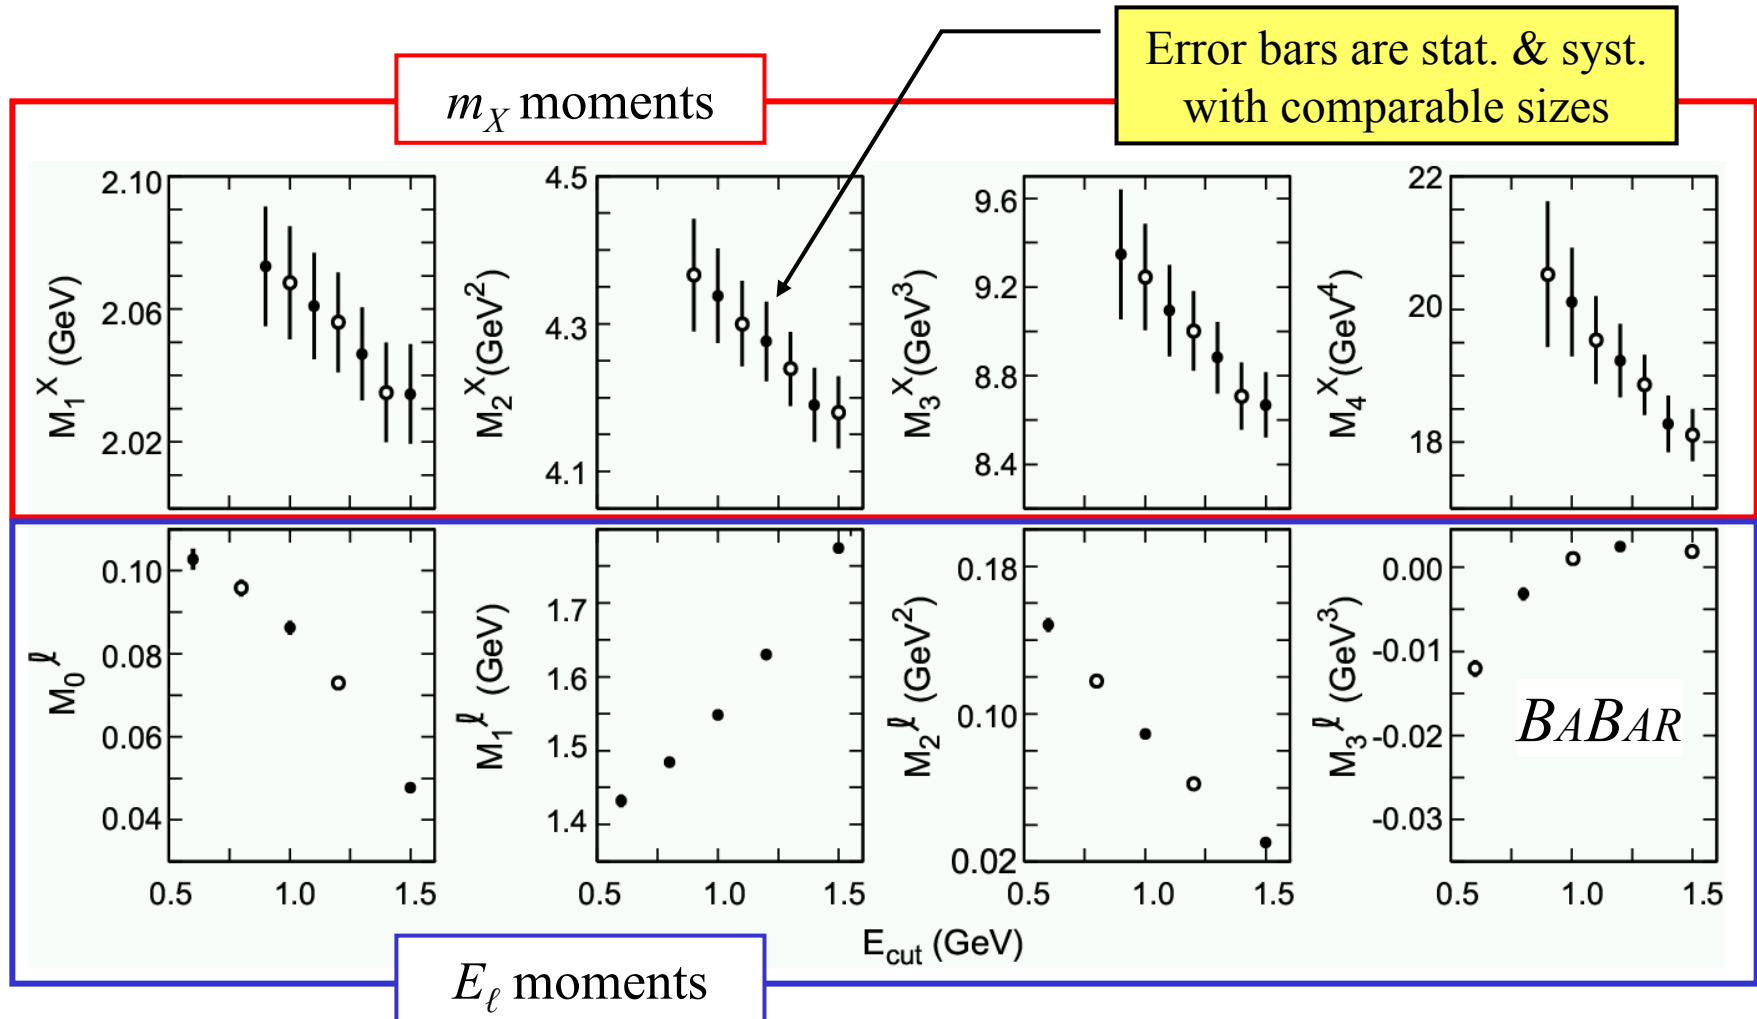 Error bars are stat. & syst.
with comparable sizes
m_X moments
2.10
2.06
2.02
M_1^X (GeV)
4.5
4.3
4.1
M_2^X (GeV^2)
9.6
9.2
8.8
8.4
M_3^X (GeV^3)
22
20
18
M_4^X (GeV^4)
0.10
0.08
0.06
0.04
M_0^ℓ
0.5 1.0 1.5
1.7
1.6
1.5
1.4
M_1^ℓ (GeV)
0.5 1.0 1.5
0.18
0.10
0.02
M_2^ℓ (GeV^2)
0.5 1.0 1.5
0.00
-0.01
-0.02
-0.03
M_3^ℓ (GeV^3)
BABAR
0.5 1.0 1.5
E_cut (GeV)
E_ℓ moments